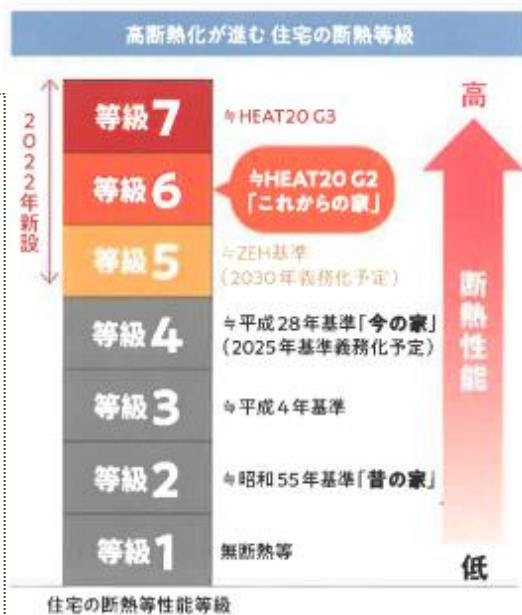 高断熱化が進む 住宅の断熱等級
2022年新設
等級7 ≒HEAT20 G3
等級6 ≒HEAT20 G2
「これからの家」
等級5 ≒ZEH基準
(2030年義務化予定)
等級4 ≒平成28年基準「今の家」
(2025年基準義務化予定)
等級3 ≒平成4年基準
等級2 ≒昭和55年基準「昔の家」
等級1 無断熱等
高
断熱性能
低
住宅の断熱等性能等級